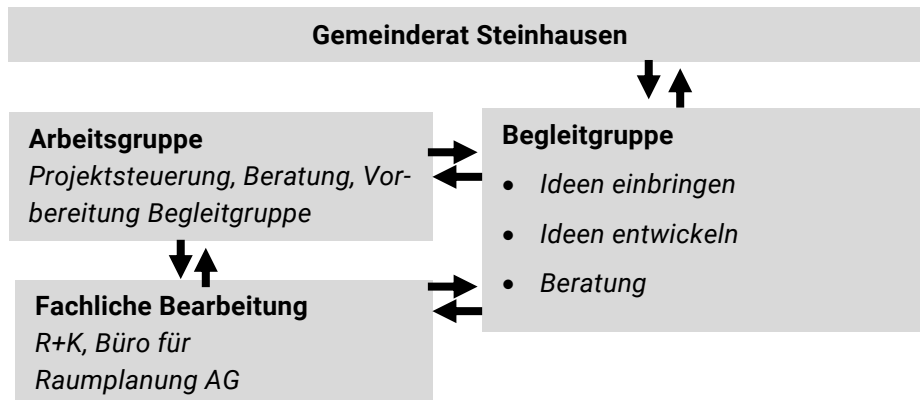 Gemeinderat Steinhausen
Arbeitsgruppe
Projektsteuerung, Beratung, Vor-
bereitung Begleitgruppe
Fachliche Bearbeitung
R+K, Büro für
Raumplanung AG
Begleitgruppe
• Ideen einbringen
• Ideen entwickeln
• Beratung